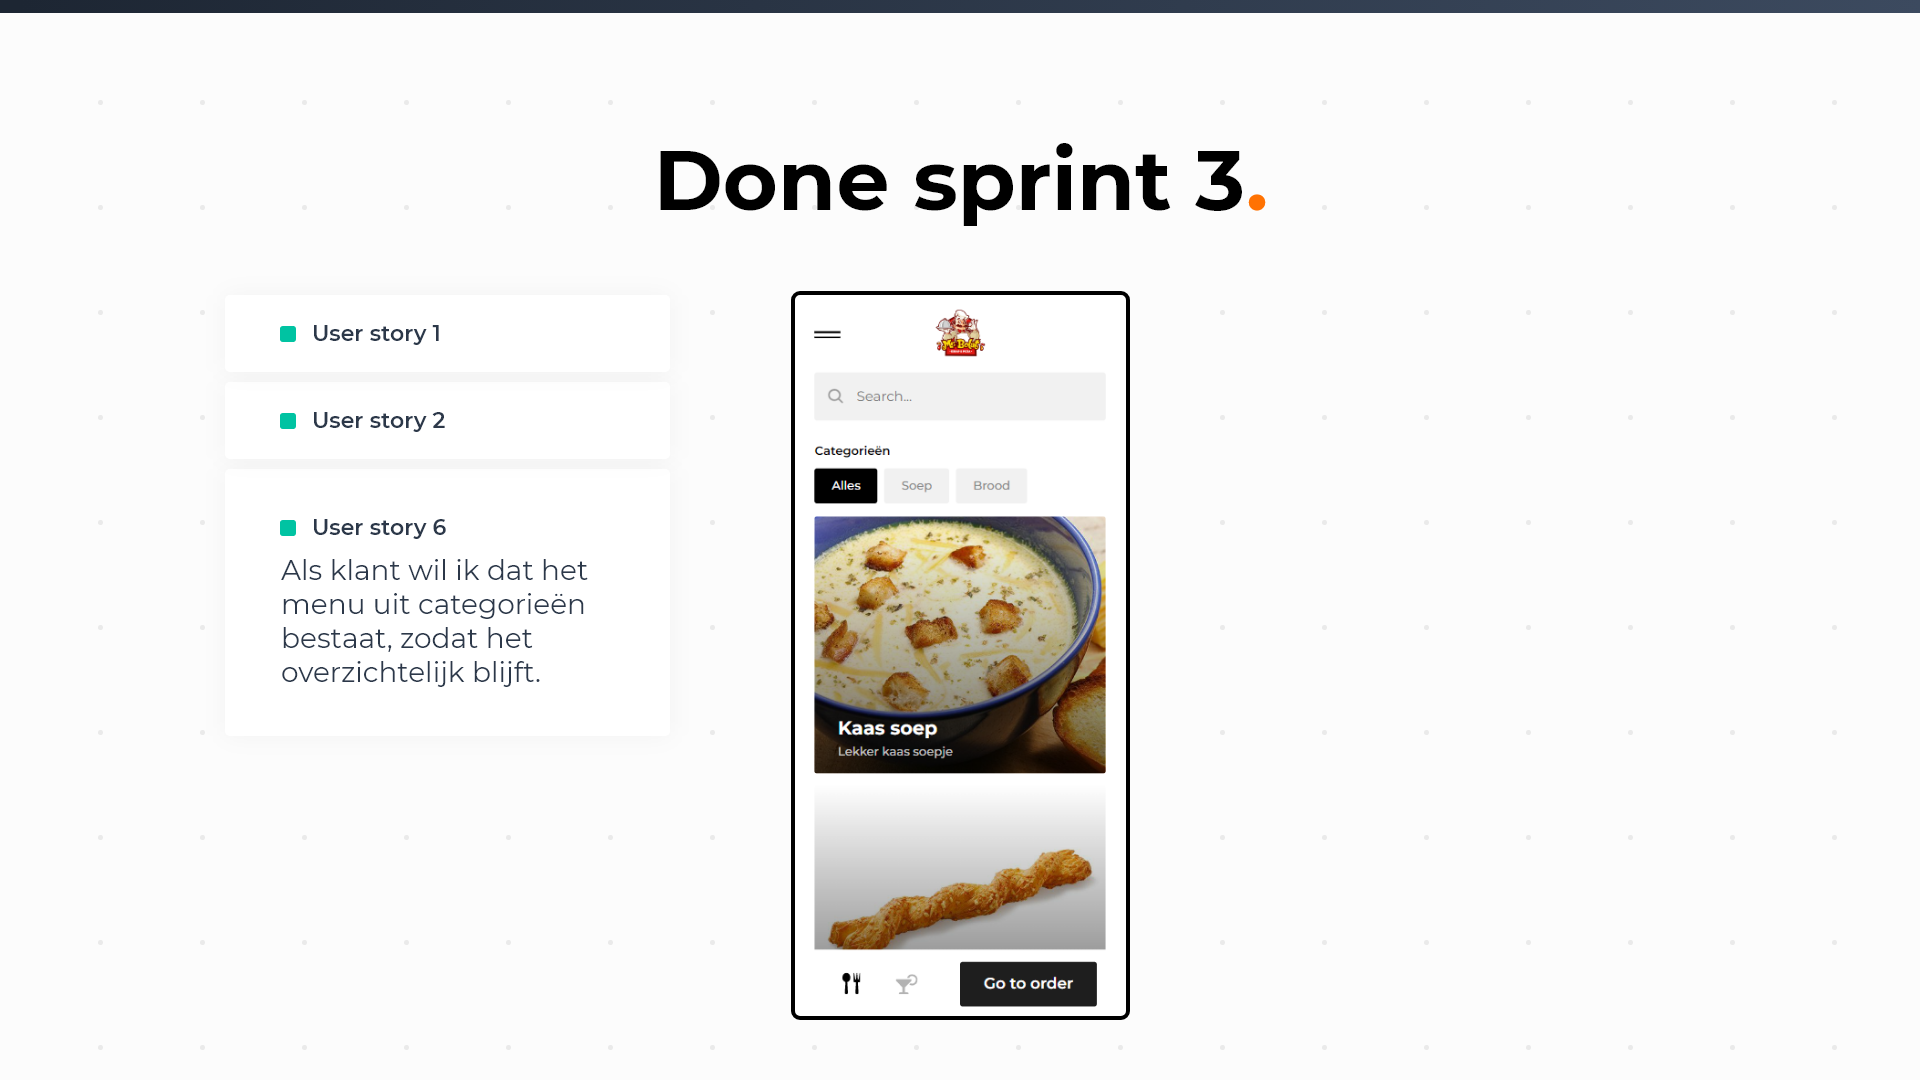 Done sprint 3.
User story 1
User story 2
User story 6
Als klant wil ik dat het
menu uit categorieën
bestaat, zodat het
overzichtelijk blijft.
Search...
Categorieën
Alles
Soep
Brood
Kaas soep
Lekker kaas soepje
Go to order